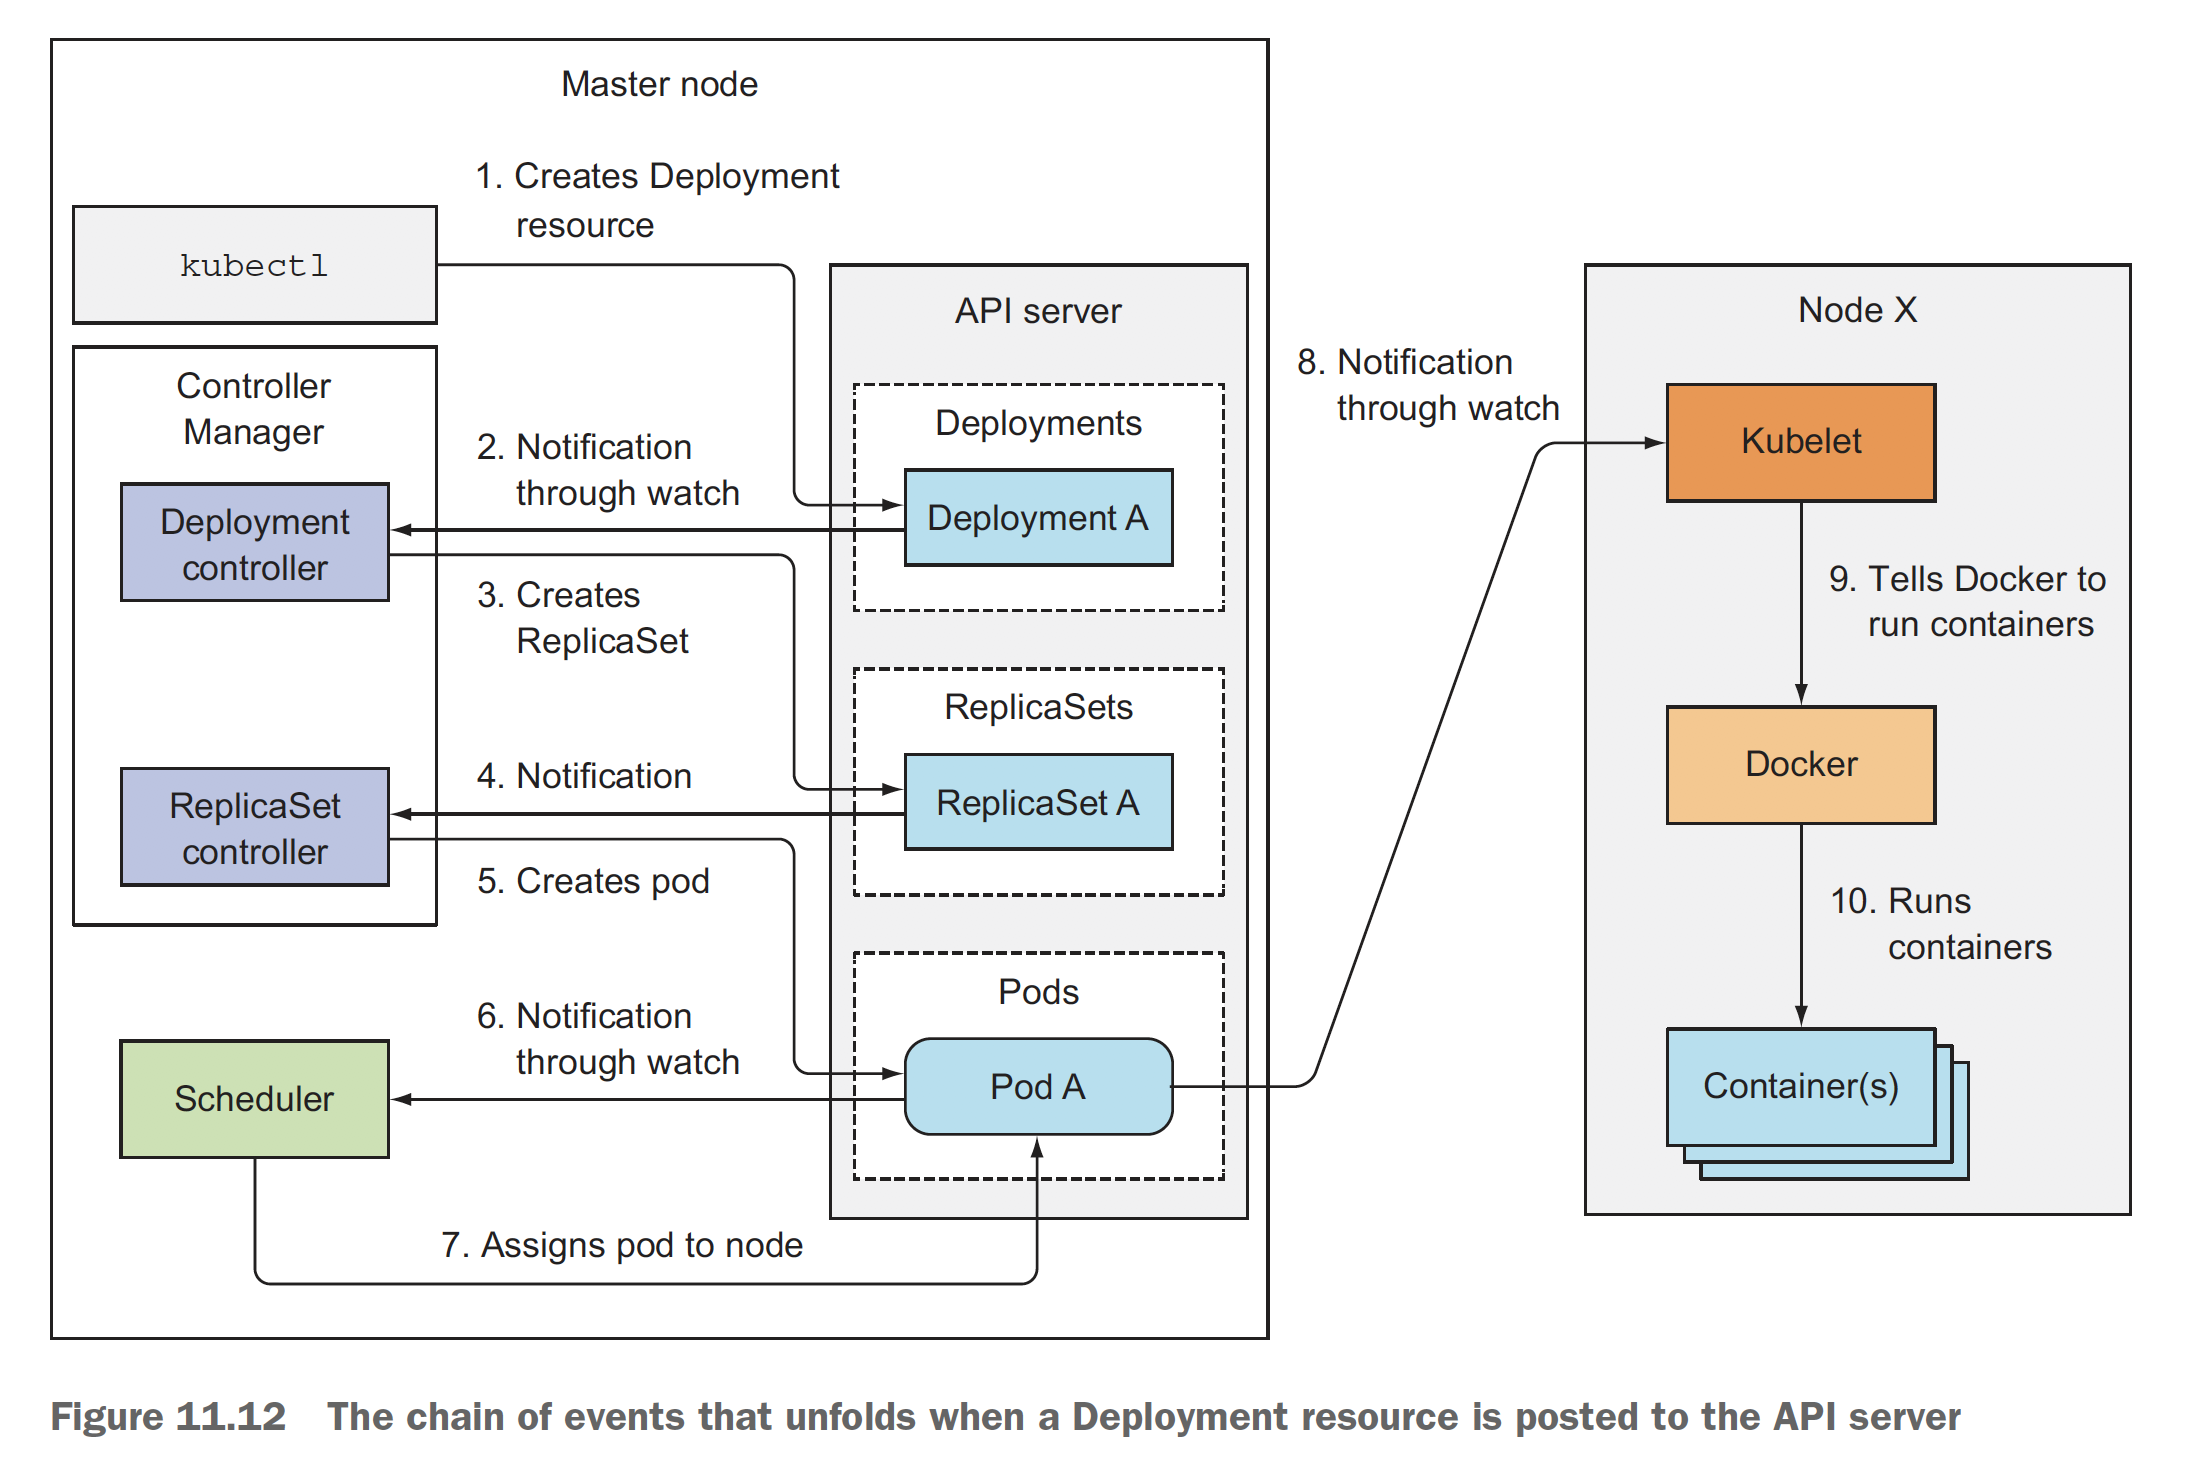 Master node
1. Creates Deployment
resource
kubectl
Controller
Manager
Deployment
controller
ReplicaSet
controller
Scheduler
2. Notification
through watch
3. Creates
ReplicaSet
4. Notification
5. Creates pod
6. Notification
through watch
7. Assigns pod to node
API server
Deployments
Deployment A
ReplicaSets
ReplicaSet A
Pods
Pod A
8. Notification
through watch
Node X
Kubelet
9. Tells Docker to
run containers
Docker
10. Runs
containers
Container(s)
Figure 11.12 The chain of events that unfolds when a Deployment resource is posted to the API server